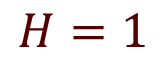 H = 1